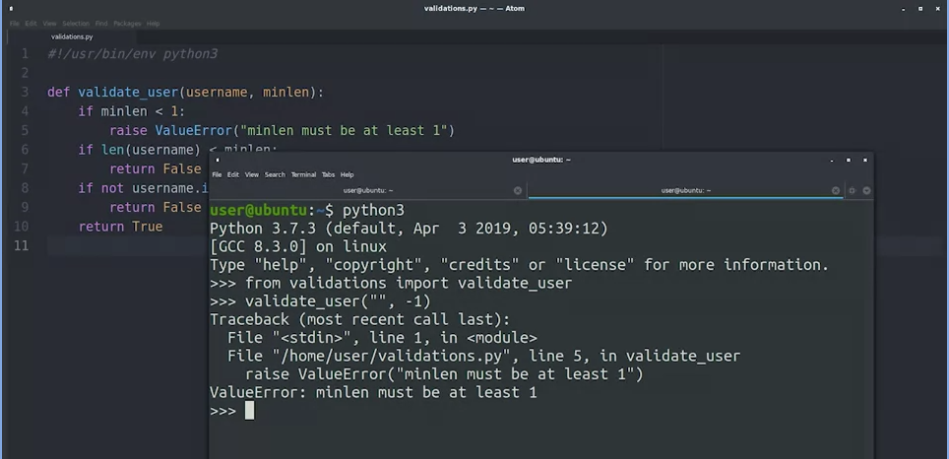 validations.py — ~ — Atom
File Edit View Selection Find Packages Help
validations.py
1 #!/usr/bin/env python3
2
3 def validate_user(username, minlen):
4     if minlen < 1:
5         raise ValueError("minlen must be at least 1")
6     if len(username) < minlen:
7         return False
8     if not username.i
9         return False
10     return True
11
user@ubuntu: ~
File Edit View Search Terminal Tabs Help
user@ubuntu: ~ user@ubuntu: ~
user@ubuntu:~$ python3
Python 3.7.3 (default, Apr  3 2019, 05:39:12)
[GCC 8.3.0] on linux
Type "help", "copyright", "credits" or "license" for more information.
>>> from validations import validate_user
>>> validate_user("", -1)
Traceback (most recent call last):
  File "<stdin>", line 1, in <module>
  File "/home/user/validations.py", line 5, in validate_user
    raise ValueError("minlen must be at least 1")
ValueError: minlen must be at least 1
>>>